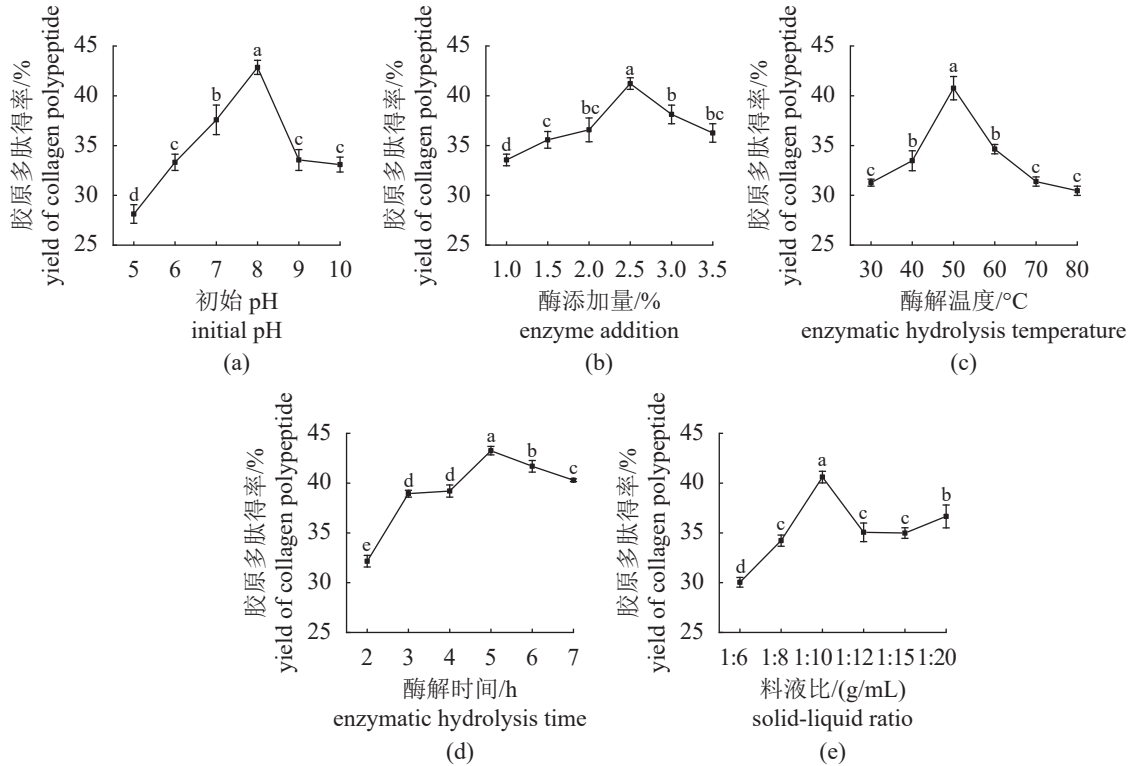 胶原多肽得率/%
yield of collagen polypeptide
45
40
35
30
25
d
c
b
a
c
c
5 6 7 8 9 10
初始 pH
initial pH
(a)
胶原多肽得率/%
yield of collagen polypeptide
45
40
35
30
25
d
c
bc
a
b
bc
1.0 1.5 2.0 2.5 3.0 3.5
酶添加量/%
enzyme addition
(b)
胶原多肽得率/%
yield of collagen polypeptide
45
40
35
30
25
c
b
a
b
c
c
30 40 50 60 70 80
酶解温度/°C
enzymatic hydrolysis temperature
(c)
胶原多肽得率/%
yield of collagen polypeptide
45
40
35
30
25
e
d
d
a
b
c
2 3 4 5 6 7
酶解时间/h
enzymatic hydrolysis time
(d)
胶原多肽得率/%
yield of collagen polypeptide
45
40
35
30
25
d
c
a
c
c
b
1:6 1:8 1:10 1:12 1:15 1:20
料液比/(g/mL)
solid-liquid ratio
(e)